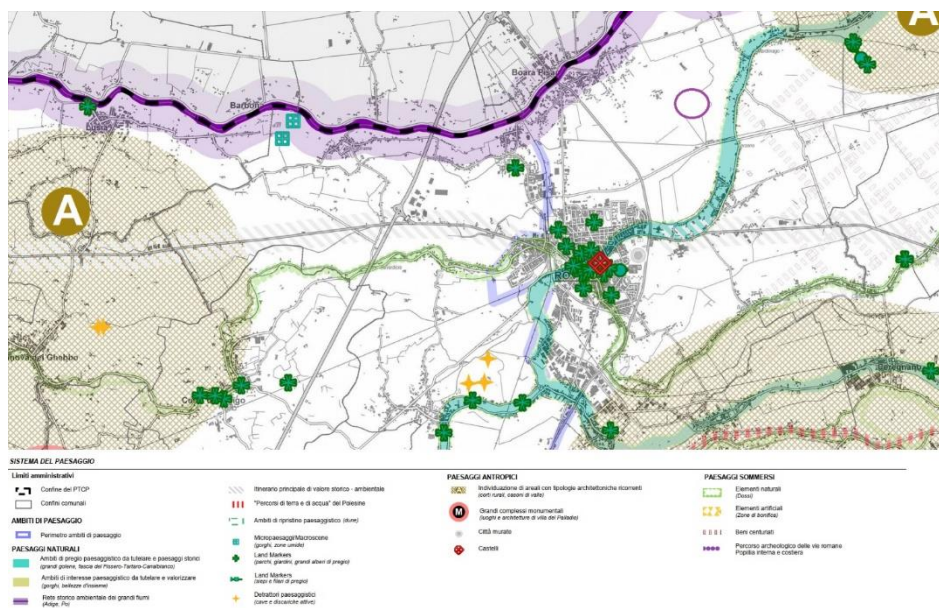 A
A
Boara Pisani
Barbona
Lusia
A
RO
SISTEMA DEL PAESAGGIO
Limiti amministrativi
Confine del PTCP
Confini comunali
AMBITI DI PAESAGGIO
Perimetro ambiti di paesaggio
PAESAGGI NATURALI
Ambiti di pregio paesaggistico da tutelare e paesaggi storici
(grandi golene, fascia del Fissero-Tartaro-Canalbianco)
Ambiti di interesse paesaggistico da tutelare e valorizzare
(gorghi, bellezze d'insieme)
Rete storico ambientale dei grandi fiumi
(Adige, Po)
Itinerario principale di valore storico - ambientale
"Percorsi di terra e di acqua" del Polesine
Ambiti di ripristino paesaggistico (dune)
Micropaesaggi/Macroscene
(gorghi, zone umide)
Land Markers
(parchi, giardini, grandi alberi di pregio)
Land Markers
(siepi e filari di pregio)
Detrattori paesaggistici
(cave e discariche attive)
PAESAGGI ANTROPICI
Individuazione di areali con tipologie architettoniche ricorrenti
(corti rurali, casoni di valle)
M
Grandi complessi monumentali
(luoghi e architetture di villa del Palladio)
Città murate
Castelli
PAESAGGI SOMMERSI
Elementi naturali
(Dossi)
Elementi artificiali
(Zone di bonifica)
Beni centuriati
Percorso archeologico delle vie romane
Popilia interna e costiera